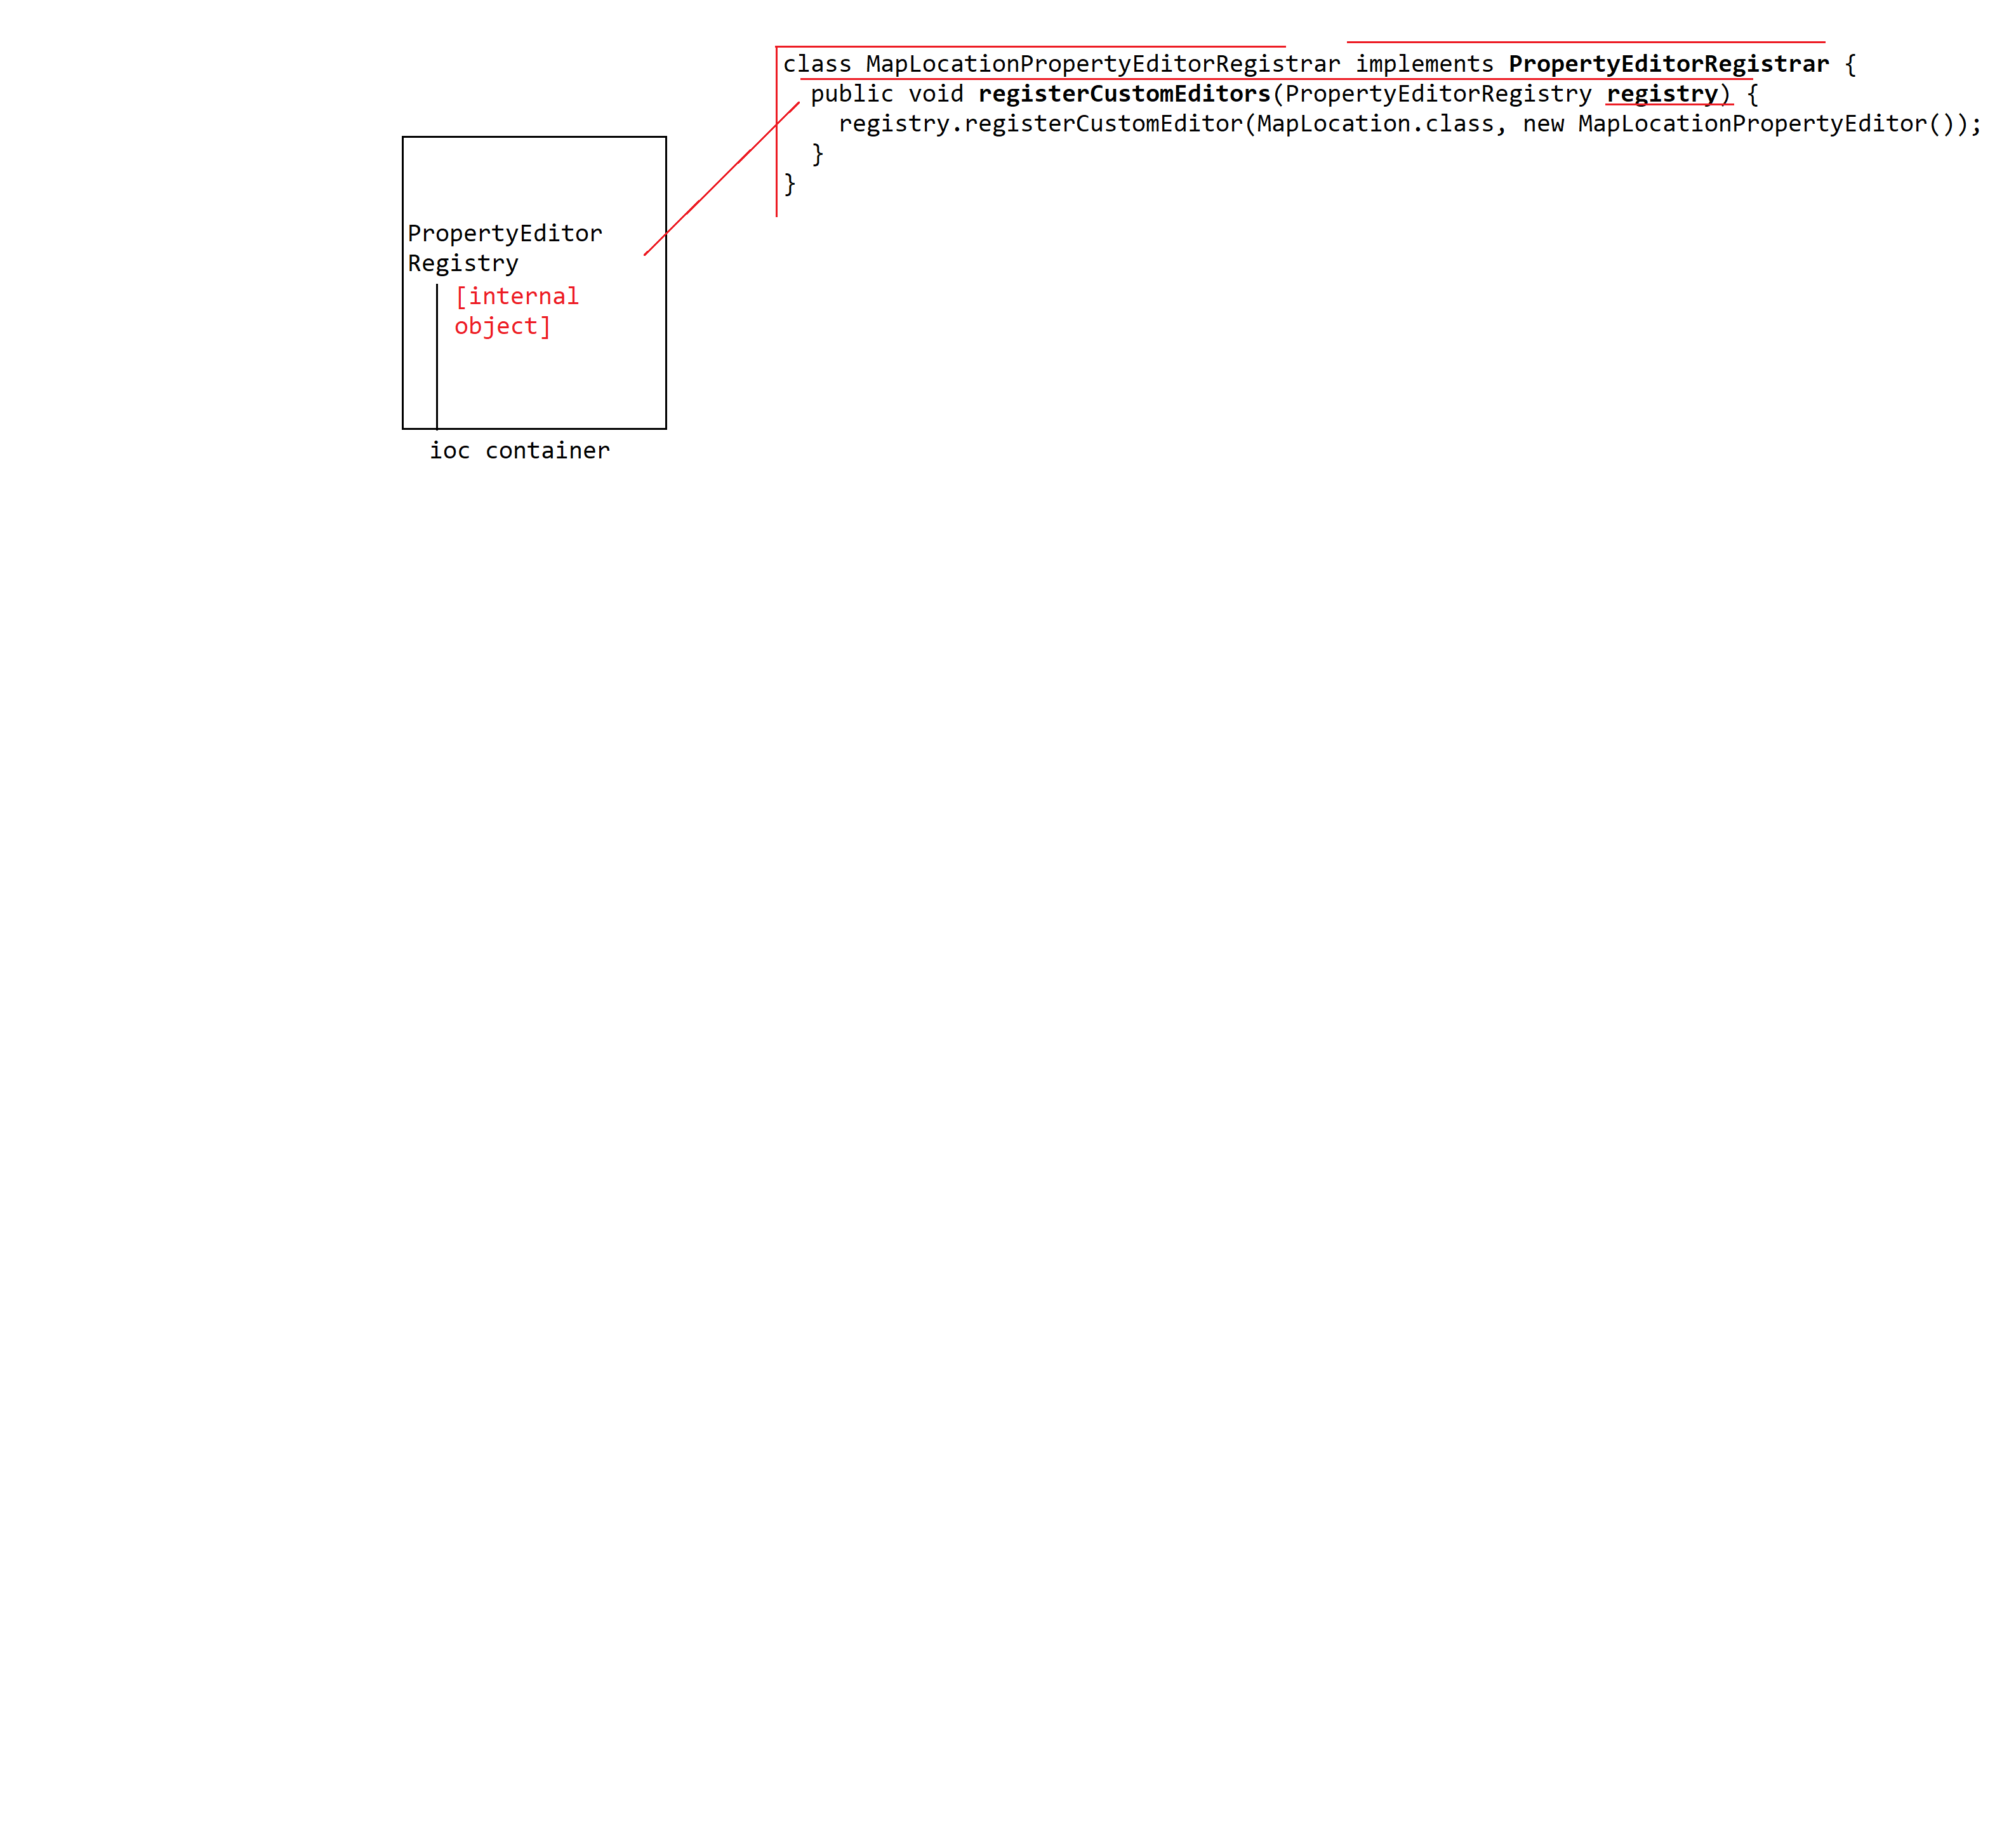 class MapLocationPropertyEditorRegistrar implements PropertyEditorRegistrar {
public void registerCustomEditors(PropertyEditorRegistry registry) {
registry.registerCustomEditor(MapLocation.class, new MapLocationPropertyEditor());
}
}
PropertyEditor
Registry
[internal
object]
ioc container